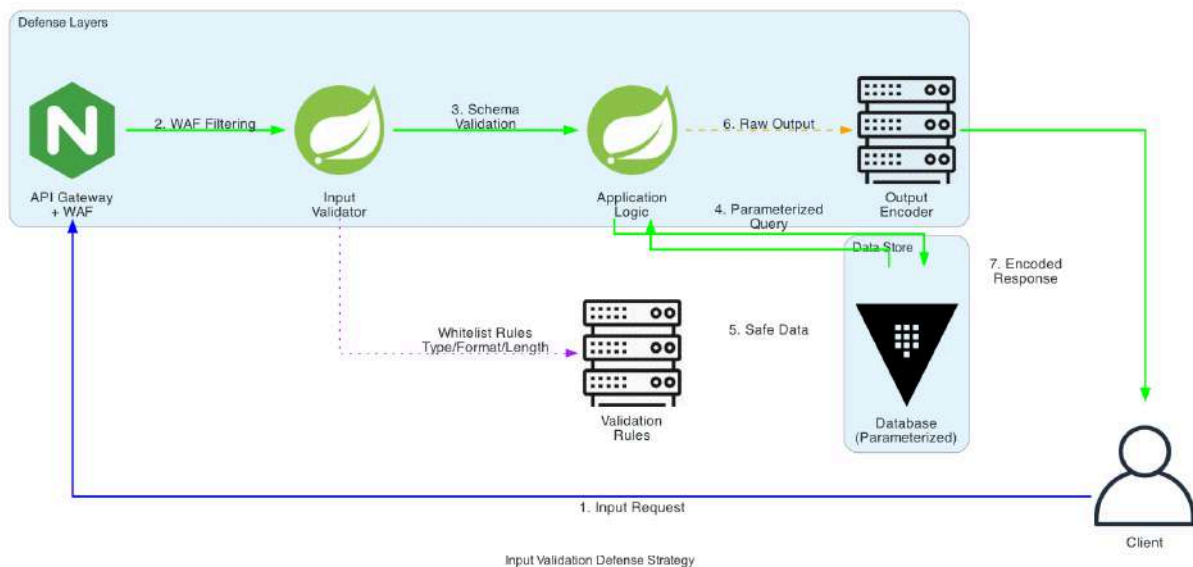 Defense Layers
N
2. WAF Filtering
3. Schema
Validation
6. Raw Output
API Gateway
+ WAF
Input
Validator
Application
Logic
Output
Encoder
4. Parameterized
Query
Data Store
7. Encoded
Response
Whitelist Rules
Type/Format/Length
5. Safe Data
Validation
Rules
Database
(Parameterized)
1. Input Request
Client
Input Validation Defense Strategy